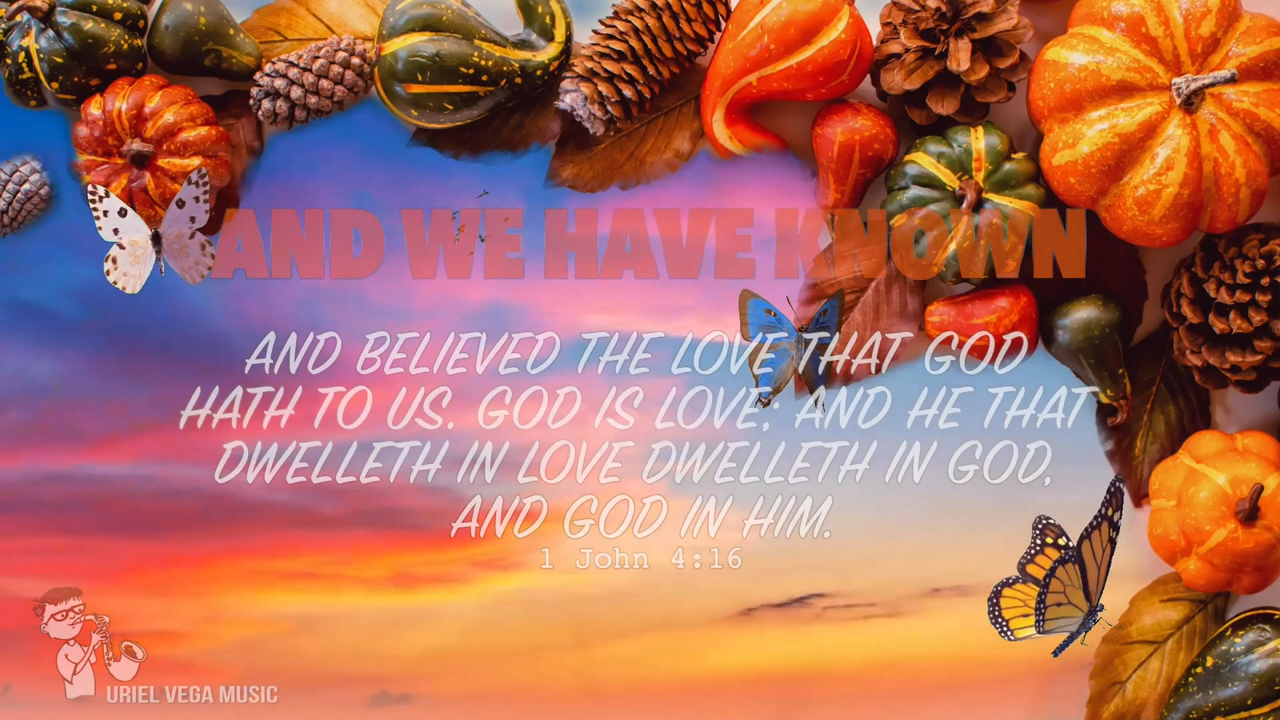 AND WE HAVE KNOWN
AND BELIEVED THE LOVE THAT GOD
HATH TO US. GOD IS LOVE; AND HE THAT
DWELLETH IN LOVE DWELLETH IN GOD,
AND GOD IN HIM.
1 John 4:16
URIEL VEGA MUSIC